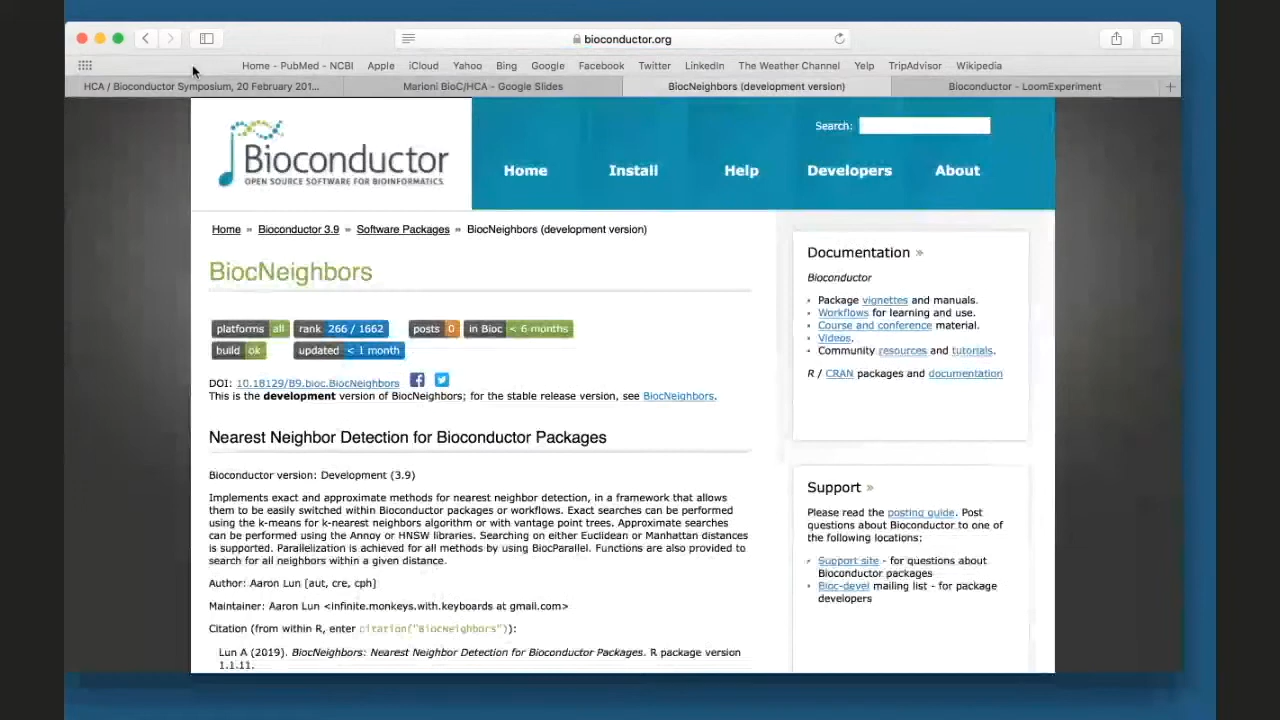 bioconductor.org
Home - PubMed - NCBI Apple iCloud Yahoo Bing Google Facebook Twitter LinkedIn The Weather Channel Yelp TripAdvisor Wikipedia
HCA / Bioconductor Symposium, 20 February 201... Marioni BioC/HCA - Google Slides BiocNeighbors (development version) Bioconductor - LoomExperiment
Bioconductor
OPEN SOURCE SOFTWARE FOR BIOINFORMATICS
Search:
Home Install Help Developers About
Home » Bioconductor 3.9 » Software Packages » BiocNeighbors (development version)
BiocNeighbors
platforms all rank 266 / 1662 posts 0 in Bioc < 6 months
build ok updated < 1 month
DOI: 10.18129/B9.bioc.BiocNeighbors
This is the development version of BiocNeighbors; for the stable release version, see BiocNeighbors.
Nearest Neighbor Detection for Bioconductor Packages
Bioconductor version: Development (3.9)
Implements exact and approximate methods for nearest neighbor detection, in a framework that allows
them to be easily switched within Bioconductor packages or workflows. Exact searches can be performed
using the k-means for k-nearest neighbors algorithm or with vantage point trees. Approximate searches
can be performed using the Annoy or HNSW libraries. Searching on either Euclidean or Manhattan distances
is supported. Parallelization is achieved for all methods by using BiocParallel. Functions are also provided to
search for all neighbors within a given distance.
Author: Aaron Lun [aut, cre, cph]
Maintainer: Aaron Lun <infinite.monkeys.with.keyboards at gmail.com>
Citation (from within R, enter citation("BiocNeighbors")):
Lun A (2019). BiocNeighbors: Nearest Neighbor Detection for Bioconductor Packages. R package version
1.1.11.
Documentation »
Bioconductor
Package vignettes and manuals.
Workflows for learning and use.
Course and conference material.
Videos.
Community resources and tutorials.
R / CRAN packages and documentation
Support »
Please read the posting guide. Post
questions about Bioconductor to one of
the following locations:
Support site - for questions about
Bioconductor packages
Bioc-devel mailing list - for package
developers